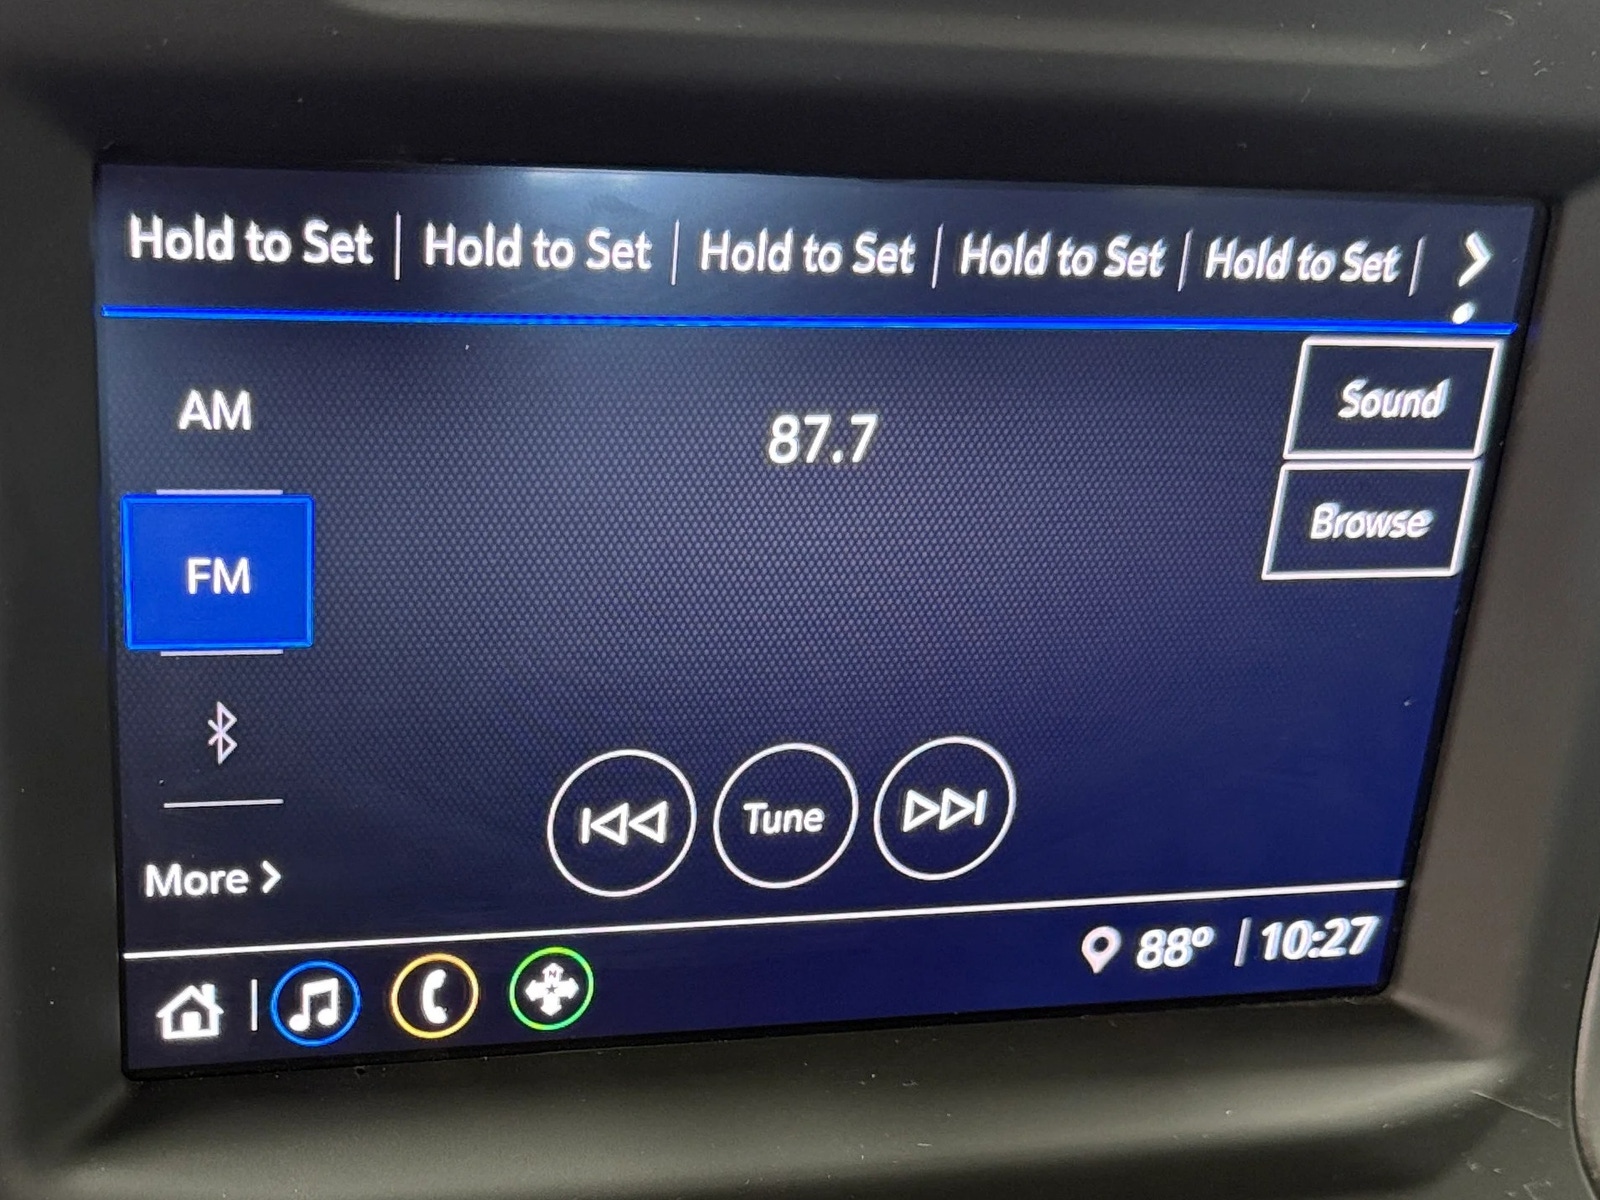 Hold to Set | Hold to Set | Hold to Set | Hold to Set | Hold to Set |
AM
87.7
Sound
Browse
FM
Tune
More
88° | 10:27
N